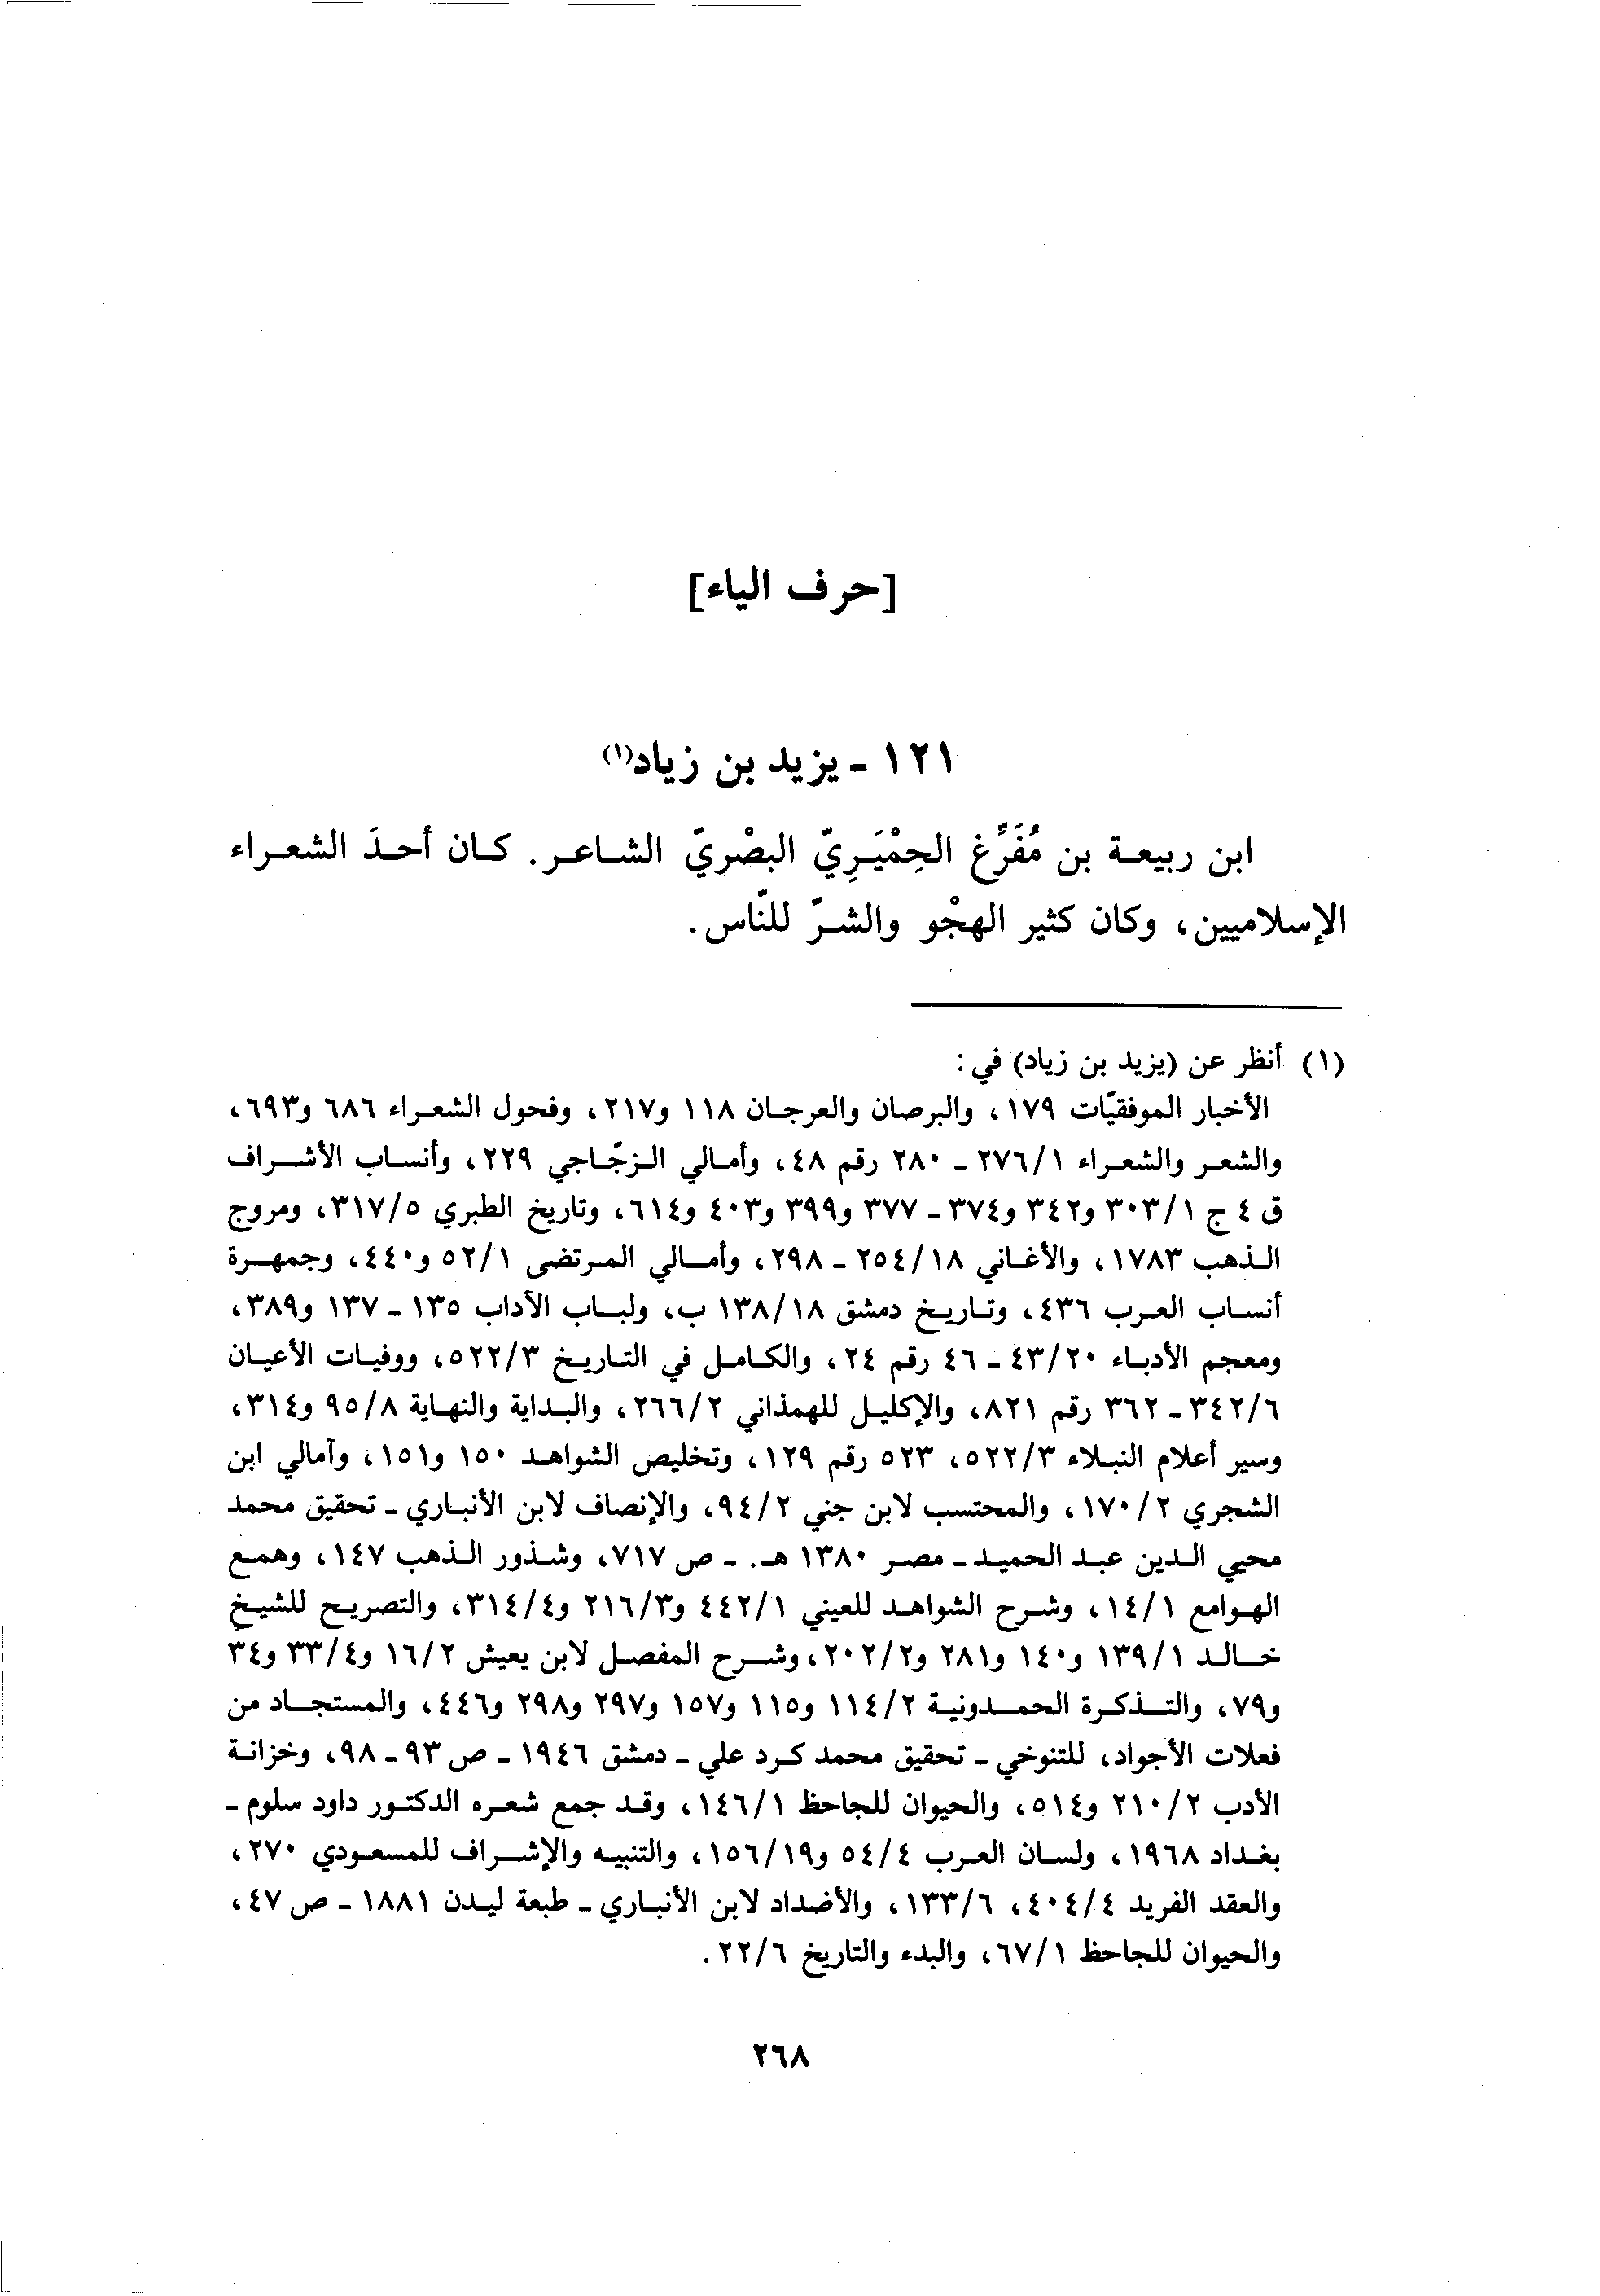 [حرف الياء]
١٢١ - يزيد بن زياد(١)
ابن ربيعة بن مُفَرِّغ الحِمْيَرِيّ البصْريّ الشاعر. كان أحدَ الشعراء
الإسلاميين، وكان كثير الهجْو والشرّ للنّاس.
(١) أنظر عن (يزيد بن زياد) في:
الأخبار الموفقيّات ١٧٩، والبرصان والعرجان ١١٨ و٢١٧، وفحول الشعراء ٦٨٦ و٦٩٣،
والشعر والشعراء ٢٧٦/١ - ٢٨٠ رقم ٤٨، وأمالي الزجّاجي ٢٢٩، وأنساب الأشراف
ق ٤ ج ٣٠٣/١ و٣٤٢ و٣٧٤ - ٣٧٧ و٣٩٩ و٤٠٣ و٦١٤، وتاريخ الطبري ٣١٧/٥، ومروج
الذهب ١٧٨٣، والأغاني ٢٥٤/١٨ - ٢٩٨، وأمالي المرتضى ٥٢/١ و٤٤٠، وجمهرة
أنساب العرب ٤٣٦، وتاريخ دمشق ١٣٨/١٨ ب، ولباب الآداب ١٣٥ - ١٣٧ و٣٨٩،
ومعجم الأدباء ٤٣/٢٠ - ٤٦ رقم ٢٤، والكامل في التاريخ ٥٢٢/٣، ووفيات الأعيان
٣٤٢/٦ - ٣٦٢ رقم ٨٢١، والإكليل للهمذاني ٢٦٦/٢، والبداية والنهاية ٩٥/٨ و٣١٤،
وسير أعلام النبلاء ٥٢٢/٣، ٥٢٣ رقم ١٢٩، وتخليص الشواهد ١٥٠ و١٥١، وآمالي ابن
الشجري ١٧٠/٢، والمحتسب لابن جني ٩٤/٢، والإنصاف لابن الأنباري - تحقيق محمد
محيي الدين عبد الحميد - مصر ١٣٨٠ هـ. - ص ٧١٧، وشذور الذهب ١٤٧، وهمع
الهوامع ١٤/١، وشرح الشواهد للعيني ٤٤٢/١ و٢١٦/٣ و٣١٤/٤، والتصريح للشيخ
خالد ١٣٩/١ و١٤٠ و٢٨١ و٢٠٢/٢، وشرح المفصل لابن يعيش ١٦/٢ و٣٣/٤ و٣٤
و٧٩، والتذكرة الحمدونية ١١٤/٢ و١١٥ و١٥٧ و٢٩٧ و٢٩٨ و٤٤٦، والمستجاد من
فعلات الأجواد، للتنوخي - تحقيق محمد كرد علي - دمشق ١٩٤٦ - ص ٩٣ - ٩٨، وخزانة
الأدب ٢١٠/٢ و٥١٤، والحيوان للجاحظ ١٤٦/١، وقد جمع شعره الدكتور داود سلوم -
بغداد ١٩٦٨، ولسان العرب ٥٤/٤ و١٥٦/١٩، والتنبيه والإشراف للمسعودي ٢٧٠،
والعقد الفريد ٤٠٤/٤، ١٣٣/٦، والأضداد لابن الأنباري - طبعة ليدن ١٨٨١ - ص ٤٧،
والحيوان للجاحظ ٦٧/١، والبدء والتاريخ ٢٢/٦.
٢٦٨